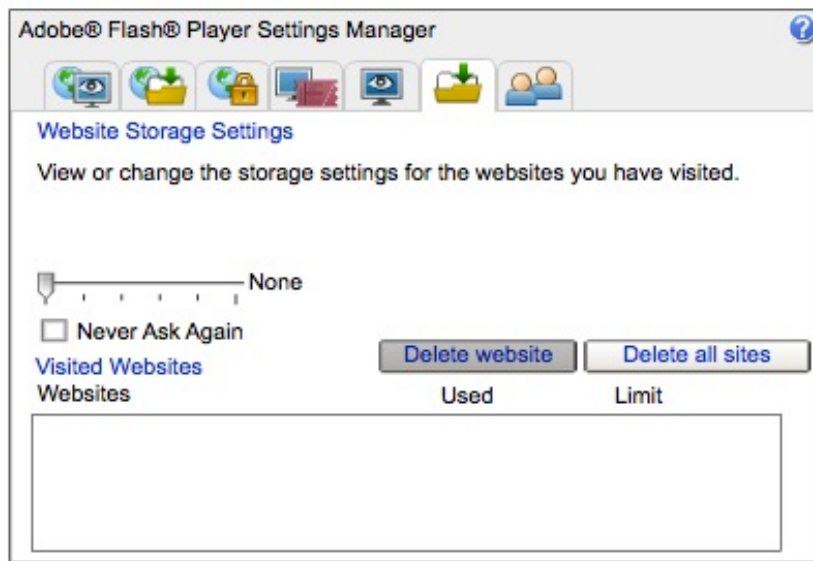 Adobe® Flash® Player Settings Manager
?
Website Storage Settings
View or change the storage settings for the websites you have visited.
None
Never Ask Again
Delete website Delete all sites
Visited Websites
Websites Used Limit